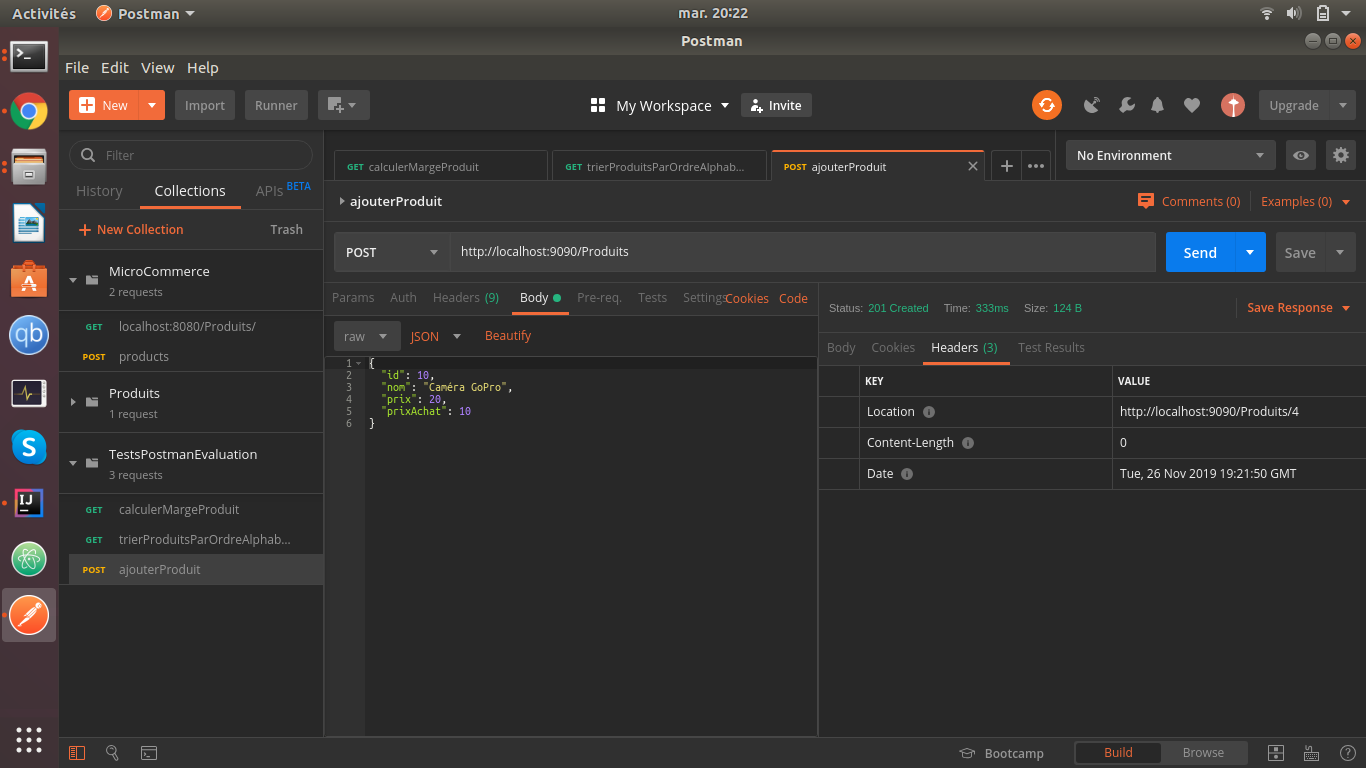 Activités
Postman
mar. 20:22
Postman
File Edit View Help
New
Import
Runner
My Workspace
Invite
Upgrade
Filter
History
Collections
APIs BETA
New Collection
Trash
MicroCommerce
2 requests
GET localhost:8080/Produits/
POST products
Produits
1 request
TestsPostmanEvaluation
3 requests
GET calculerMargeProduit
GET trierProduitsParOrdreAlphab...
POST ajouterProduit
GET calculerMargeProduit
GET trierProduitsParOrdreAlphab...
POST ajouterProduit
No Environment
ajouterProduit
Comments (0)
Examples (0)
POST
http://localhost:9090/Produits
Send
Save
Params Auth Headers (9) Body Pre-req. Tests Settings Cookies Code
raw
JSON
Beautify
1 {
2 "id": 10,
3 "nom": "Caméra GoPro",
4 "prix": 20,
5 "prixAchat": 10
6 }
Status: 201 Created Time: 333ms Size: 124 B
Save Response
Body Cookies Headers (3) Test Results
KEY VALUE
Location http://localhost:9090/Produits/4
Content-Length 0
Date Tue, 26 Nov 2019 19:21:50 GMT
Bootcamp
Build
Browse